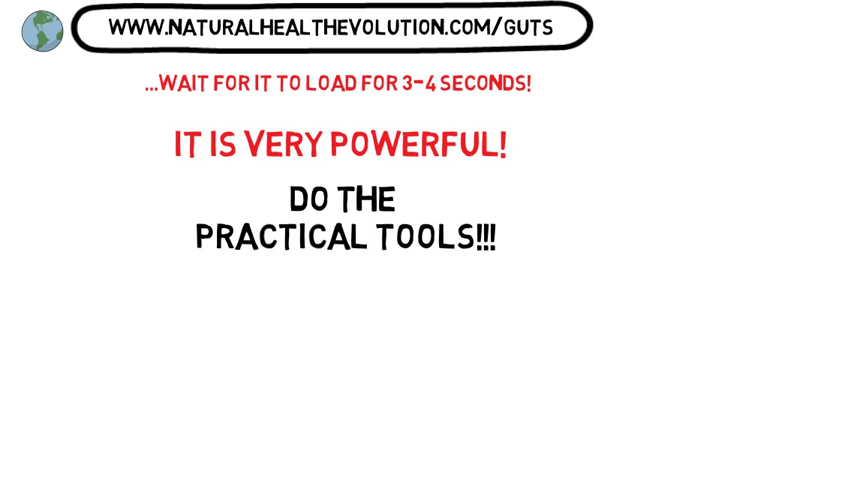 WWW.NATURALHEALTHEVOLUTION.COM/GUTS
...WAIT FOR IT TO LOAD FOR 3-4 SECONDS!
IT IS VERY POWERFUL!
DO THE
PRACTICAL TOOLS!!!